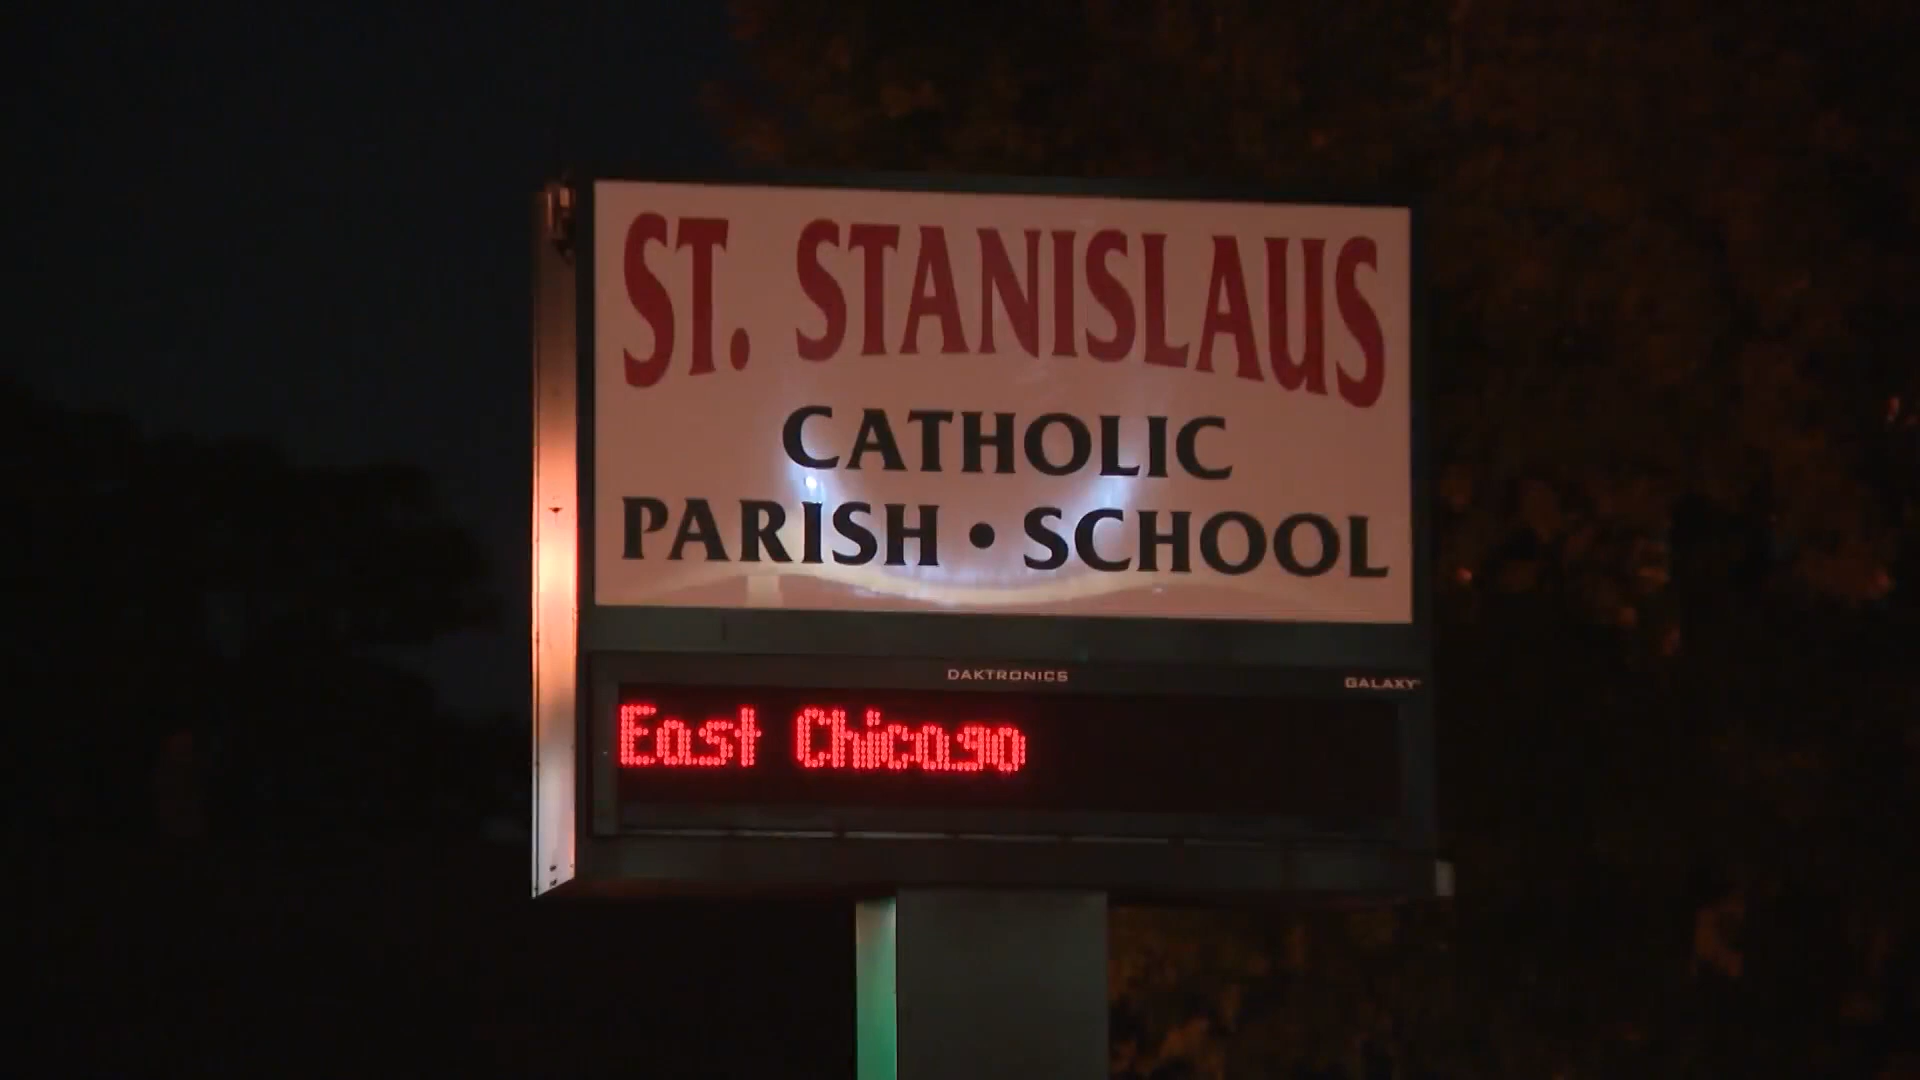 ST. STANISLAUS
CATHOLIC
PARISH • SCHOOL
DAKTRONICS
GALAXY
East Chicago